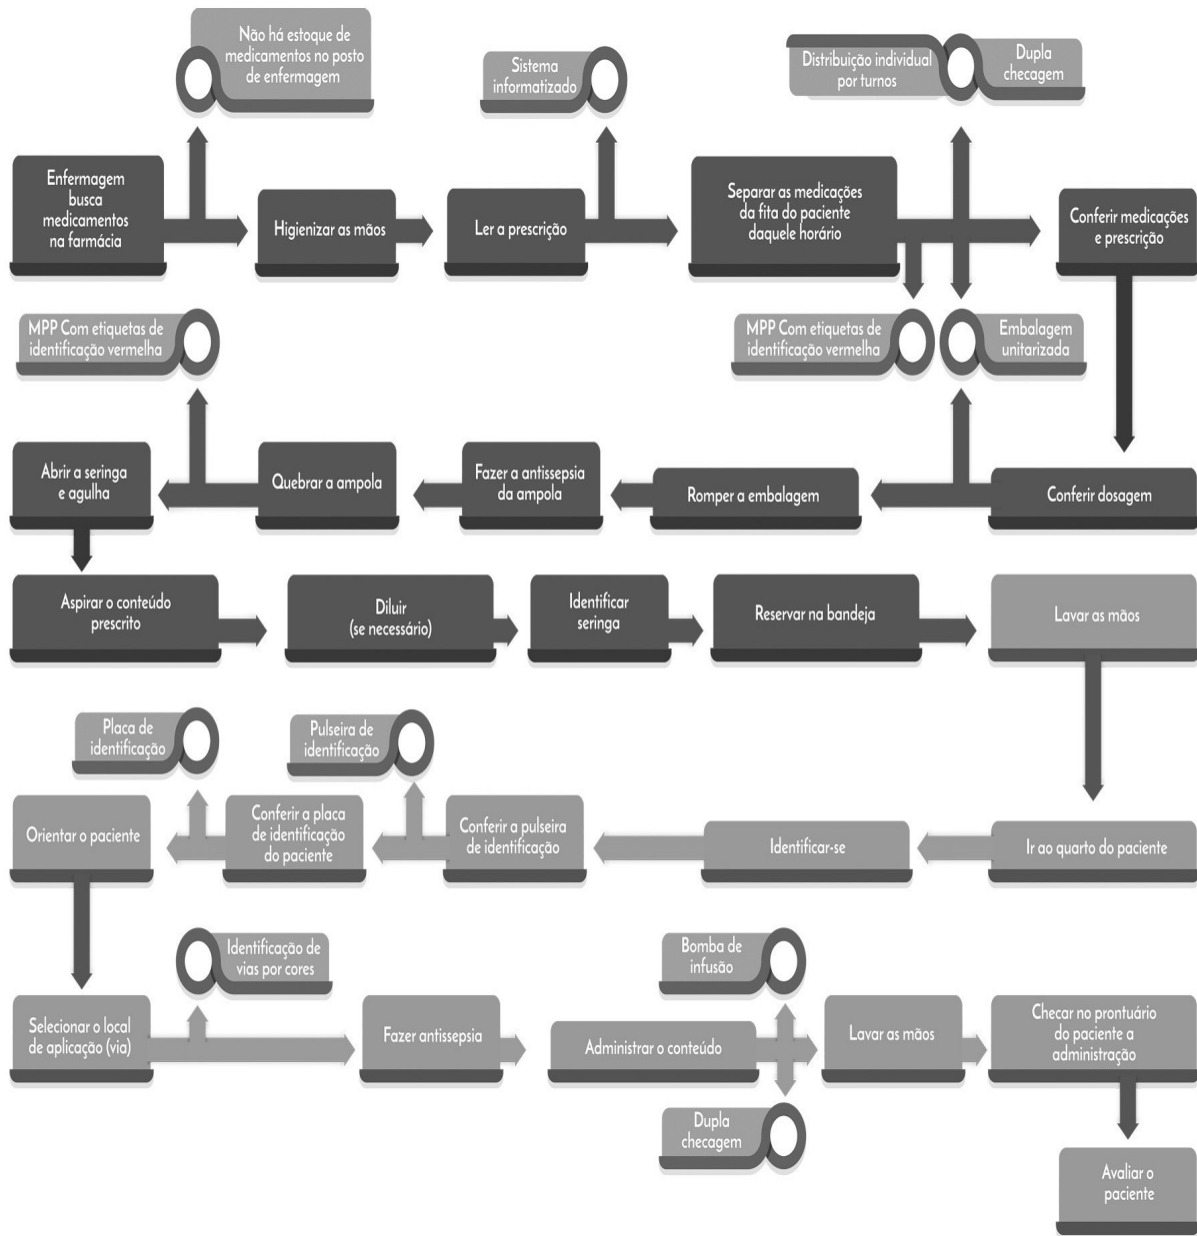 Não há estoque de
medicamentos no posto
de enfermagem
Sistema
informatizado
Distribuição individual
por turnos
Dupla
checagem
Enfermagem
busca
medicamentos
na farmácia
Higienizar as mãos
Ler a prescrição
Separar as medicações
da fita do paciente
daquele horário
Conferir medicações
e prescrição
MPP Com etiquetas de
identificação vermelha
MPP Com etiquetas de
identificação vermelha
Embalagem
unitarizada
Abrir a seringa
e agulha
Quebrar a ampola
Fazer a antissepsia
da ampola
Romper a embalagem
Conferir dosagem
Aspirar o conteúdo
prescrito
Diluir
(se necessário)
Identificar
seringa
Reservar na bandeja
Lavar as mãos
Placa de
identificação
Pulseira de
identificação
Orientar o paciente
Conferir a placa
de identificação
do paciente
Conferir a pulseira
de identificação
Identificar-se
Ir ao quarto do paciente
Identificação de
vias por cores
Bomba de
infusão
Selecionar o local
de aplicação (via)
Fazer antissepsia
Administrar o conteúdo
Lavar as mãos
Checar no prontuário
do paciente a
administração
Dupla
checagem
Avaliar o
paciente